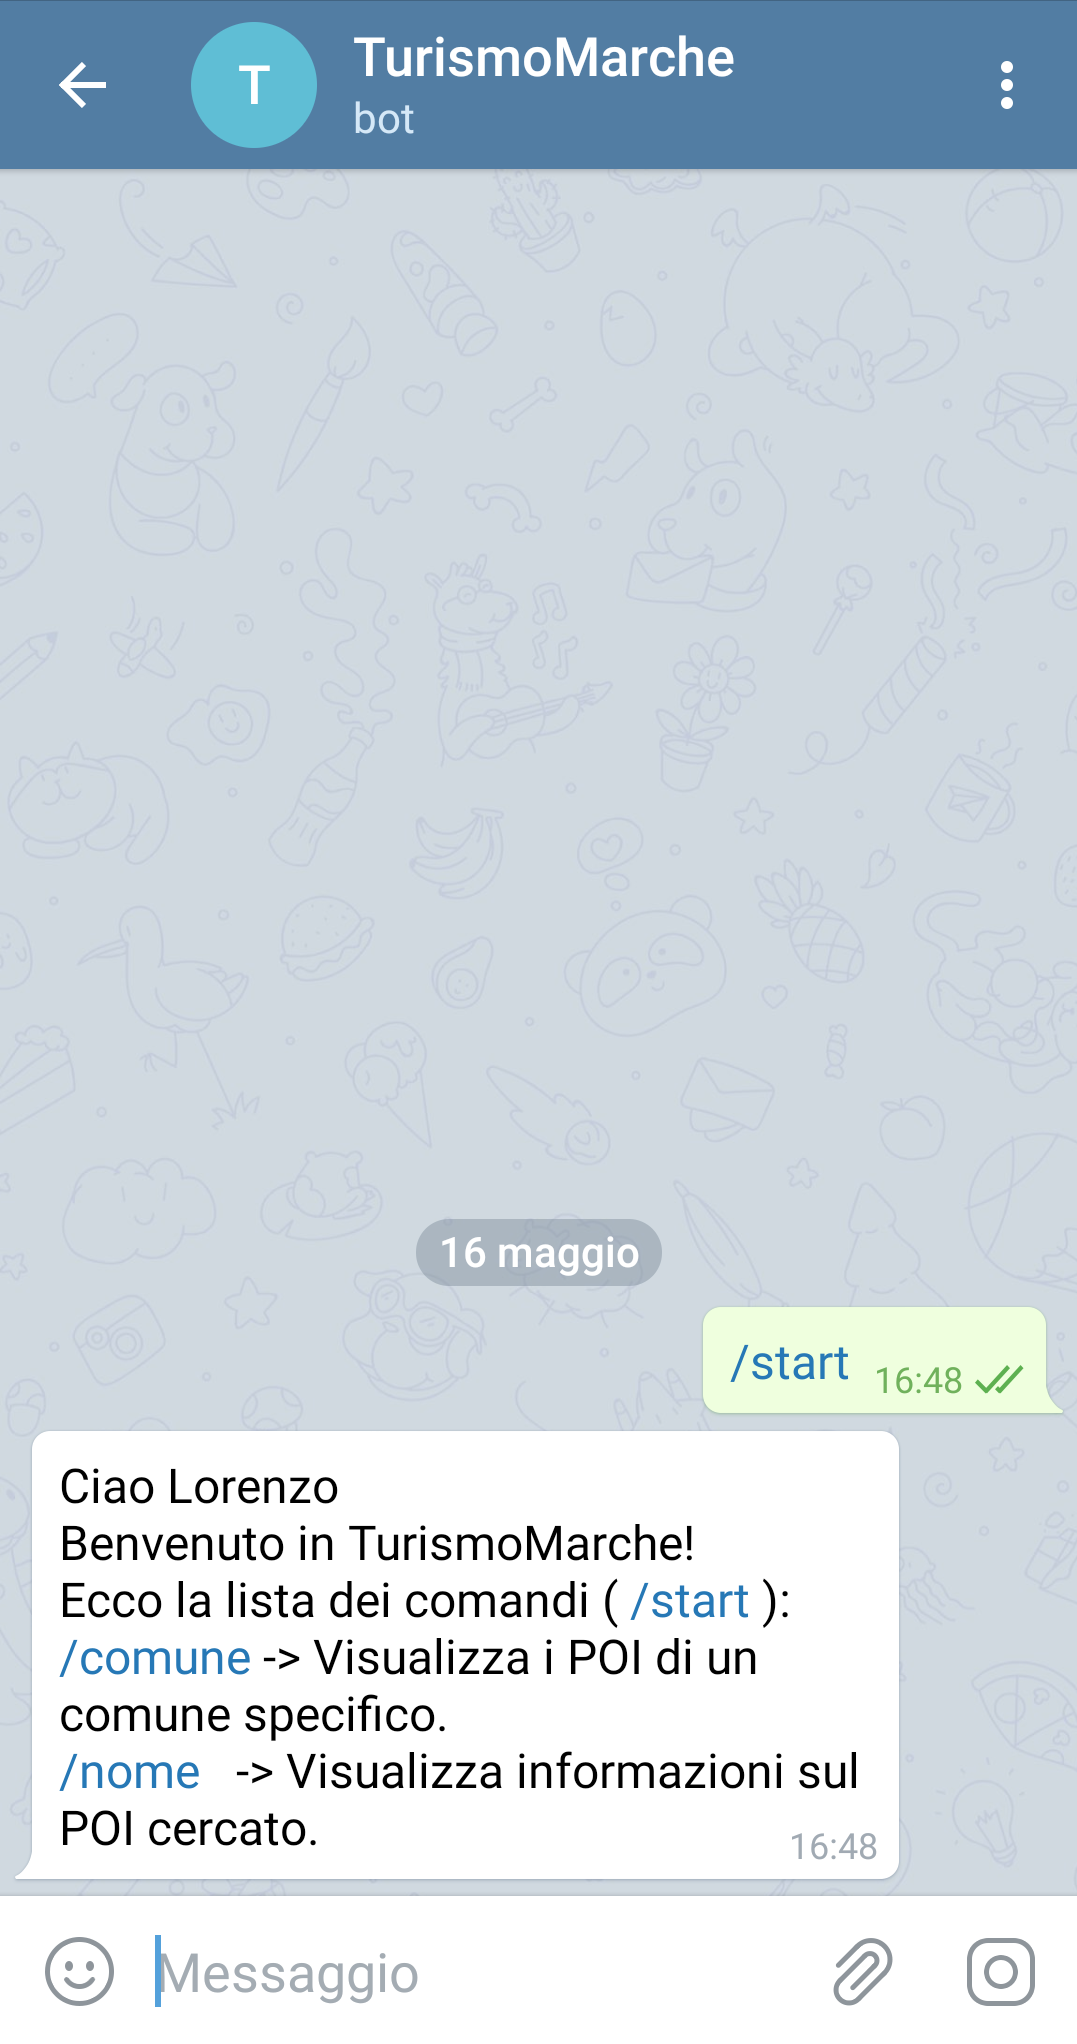 T
TurismoMarche
bot
16 maggio
/start 16:48
Ciao Lorenzo
Benvenuto in TurismoMarche!
Ecco la lista dei comandi ( /start ):
/comune -> Visualizza i POI di un
comune specifico.
/nome   -> Visualizza informazioni sul
POI cercato.
16:48
Messaggio